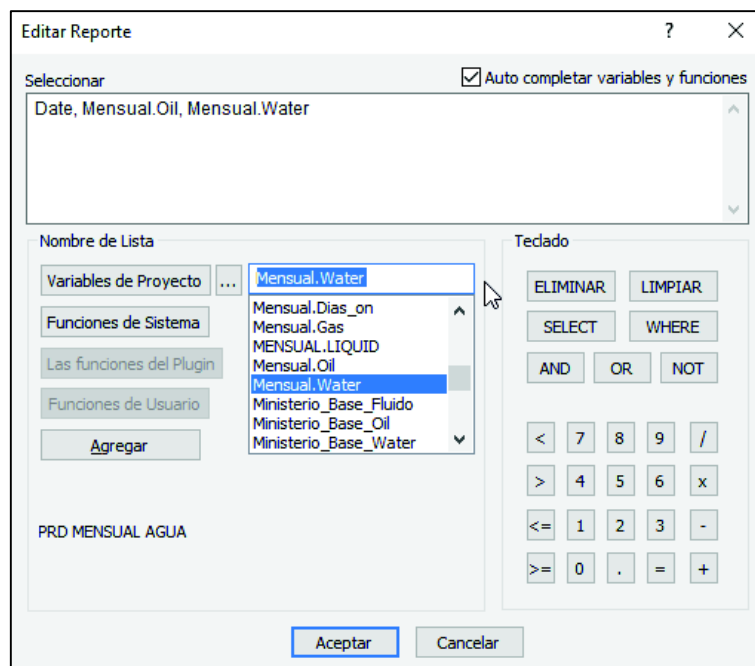 Editar Reporte ?
Seleccionar Auto completar variables y funciones
Date, Mensual.Oil, Mensual.Water
Nombre de Lista
Variables de Proyecto ... Mensual.Water
Funciones de Sistema
Las funciones del Plugin
Funciones de Usuario
Agregar
Mensual.Dias_on
Mensual.Gas
MENSUAL.LIQUID
Mensual.Oil
Mensual.Water
Ministerio_Base_Fluido
Ministerio_Base_Oil
Ministerio_Base_Water
PRD MENSUAL AGUA
Teclado
ELIMINAR LIMPIAR
SELECT WHERE
AND OR NOT
< 7 8 9 /
> 4 5 6 x
<= 1 2 3 -
>= 0 . = +
Aceptar Cancelar